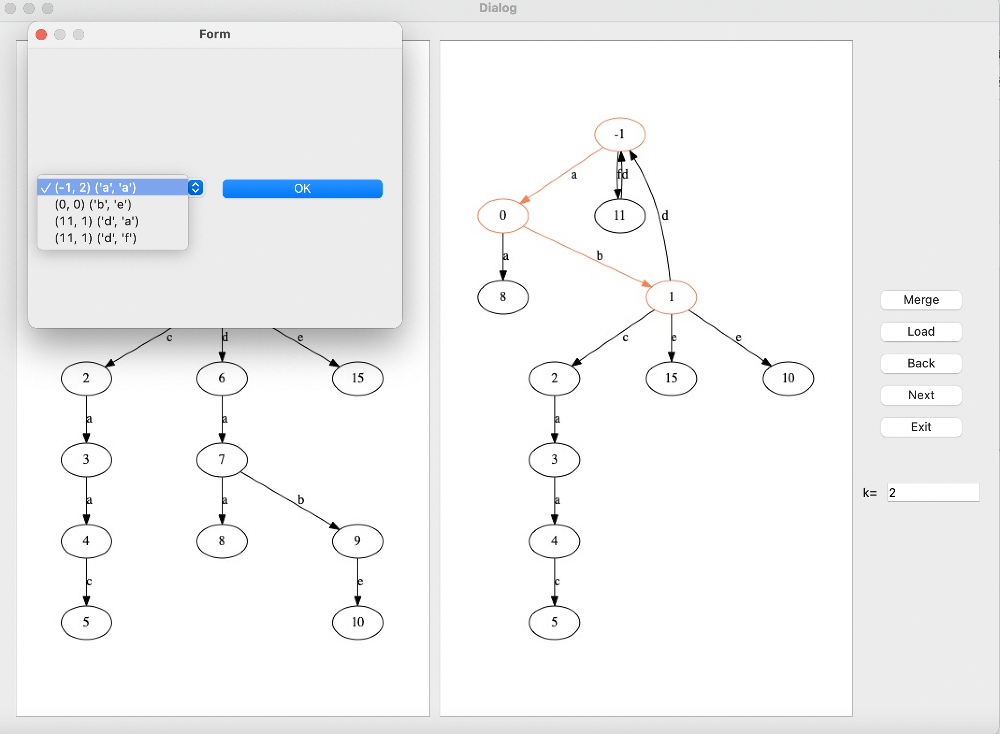 Dialog
Form
✓ (-1, 2) ('a', 'a')
(0, 0) ('b', 'e')
(11, 1) ('d', 'a')
(11, 1) ('d', 'f')
OK
c d e
2 6 15
a a
3 7
a a b
4 8 9
c e
5 10
-1
a f d
0 11 d
a b
8 1
c e e
2 15 10
a
3
a
4
c
5
Merge
Load
Back
Next
Exit
k= 2